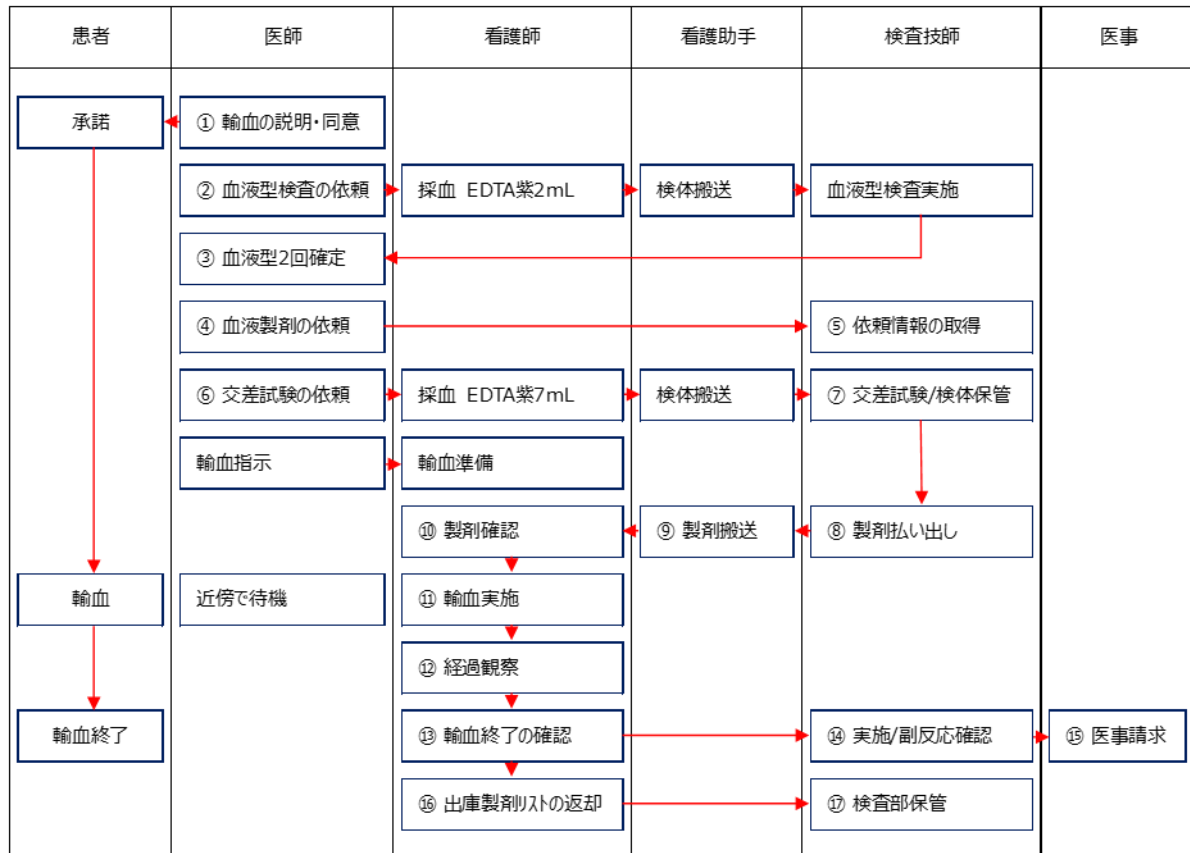 患者 医師 看護師 看護助手 検査技師 医事
承諾 ① 輸血の説明・同意
② 血液型検査の依頼 採血 EDTA紫2mL 検体搬送 血液型検査実施
③ 血液型2回確定
④ 血液製剤の依頼 ⑤ 依頼情報の取得
⑥ 交差試験の依頼 採血 EDTA紫7mL 検体搬送 ⑦ 交差試験/検体保管
輸血指示 輸血準備
⑩ 製剤確認 ⑨ 製剤搬送 ⑧ 製剤払い出し
輸血 近傍で待機 ⑪ 輸血実施
⑫ 経過観察
輸血終了 ⑬ 輸血終了の確認 ⑭ 実施/副反応確認 ⑮ 医事請求
⑯ 出庫製剤リストの返却 ⑰ 検査部保管